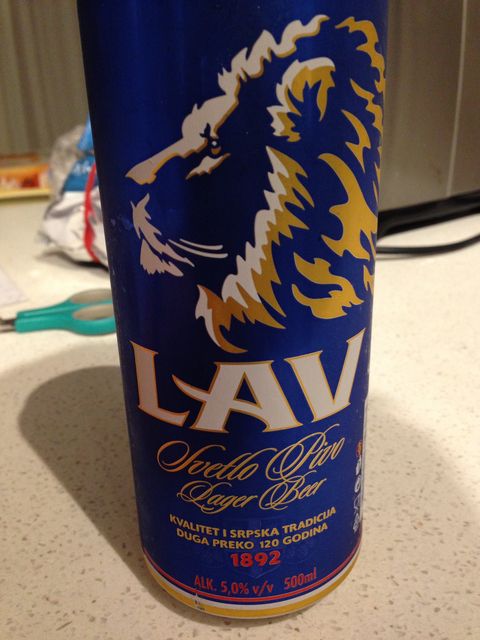 LAV
Svetlo Pivo
Lager Beer
KVALITET I SRPSKA TRADICIJA
DUGA PREKO 120 GODINA
1892
ALK. 5,0% v/v 500ml